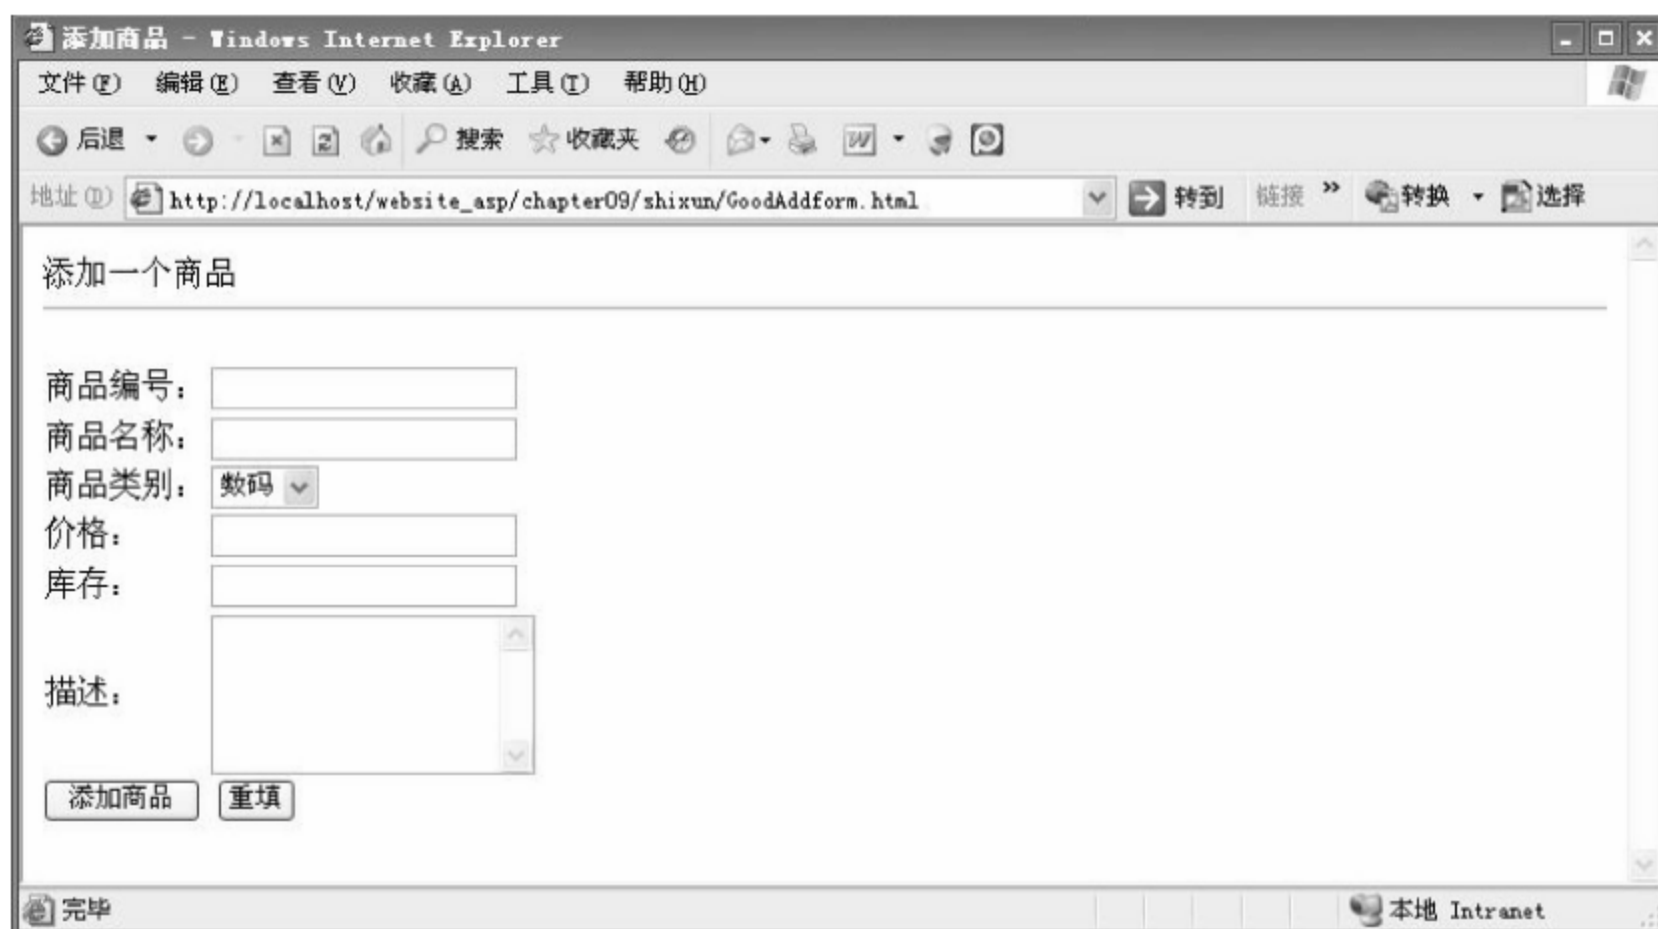 添加商品 - Windows Internet Explorer
文件(F) 编辑(E) 查看(V) 收藏(A) 工具(T) 帮助(H)
后退 搜索 收藏夹
地址(D) http://localhost/website_asp/chapter09/shixun/GoodAddform.html 转到 链接 » 转换 选择
添加一个商品
商品编号：
商品名称：
商品类别： 数码
价格：
库存：
描述：
添加商品 重填
完毕 本地 Intranet